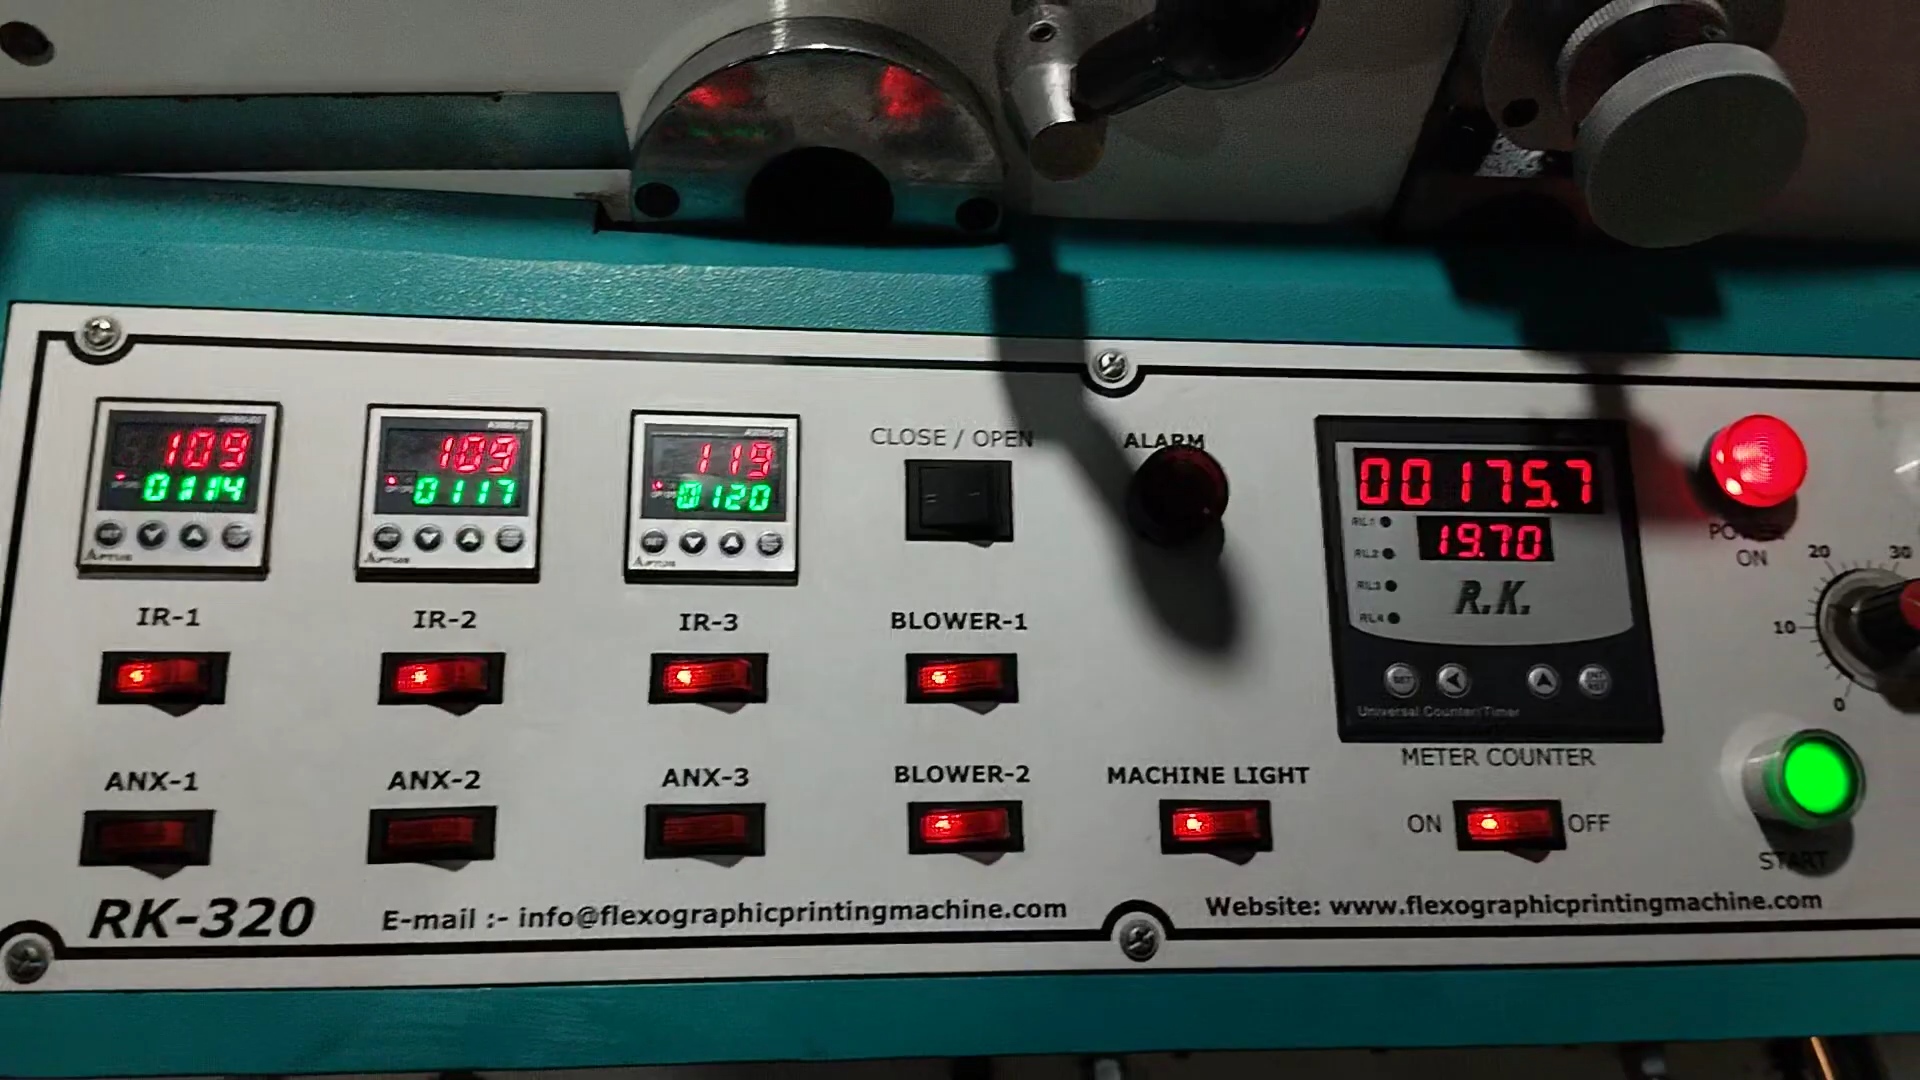 109
0114
APTUS
109
0117
APTUS
119
0120
APTUS
CLOSE / OPEN
ALARM
00175.7
19.70
RL1
RL2
RL3
RL4
R.K.
SET
Universal Counter/Timer
METER COUNTER
POWER
ON
0
10
20
30
IR-1
IR-2
IR-3
BLOWER-1
ANX-1
ANX-2
ANX-3
BLOWER-2
MACHINE LIGHT
ON
OFF
START
RK-320
E-mail :- info@flexographicprintingmachine.com
Website: www.flexographicprintingmachine.com